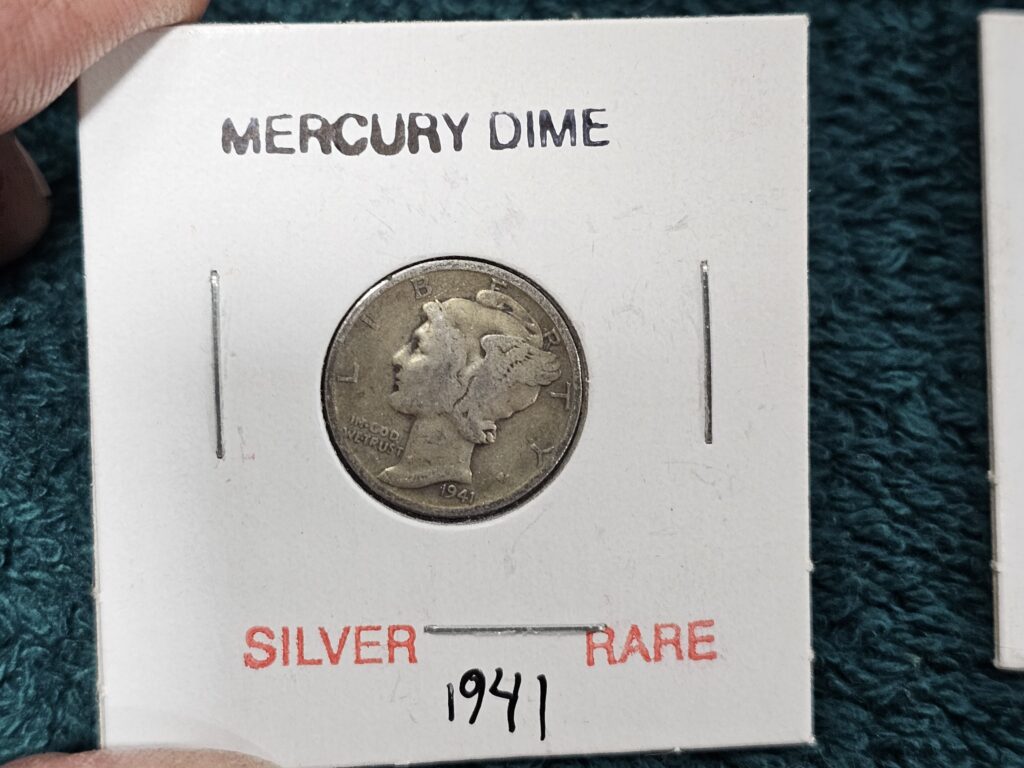 MERCURY DIME
LIBERTY
IN GOD
WE TRUST
1941
SILVER RARE
1941